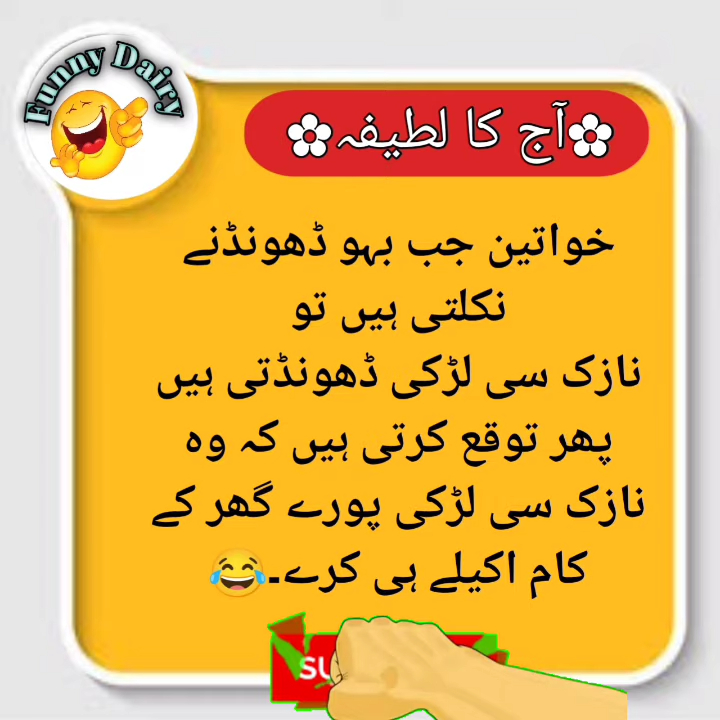 Funny Dairy
✿آج کا لطیفہ✿
خواتین جب بہو ڈھونڈنے
نکلتی ہیں تو
نازک سی لڑکی ڈھونڈتی ہیں
پھر توقع کرتی ہیں کہ وہ
نازک سی لڑکی پورے گھر کے
کام اکیلے ہی کرے۔😂
SU